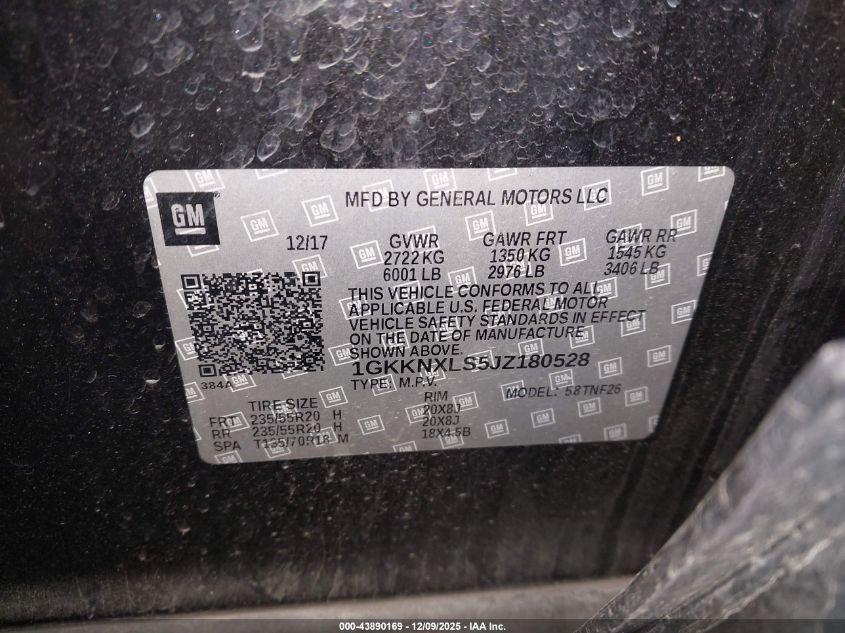 GM
®
MFD BY GENERAL MOTORS LLC
12/17 GVWR GAWR FRT GAWR RR
2722 KG 1350 KG 1545 KG
6001 LB 2976 LB 3406 LB
THIS VEHICLE CONFORMS TO ALL
APPLICABLE U.S. FEDERAL MOTOR
VEHICLE SAFETY STANDARDS IN EFFECT
ON THE DATE OF MANUFACTURE
SHOWN ABOVE.
384A
1GKKNXLS5JZ180528
TYPE: M.P.V. MODEL: 58TNF26
TIRE SIZE RIM
FRT 235/55R20 H 20X8J
RR 235/55R20 H 20X8J
SPA T135/70R18 M 18X4.5B
000-43890169 - 12/09/2025 - IAA Inc.